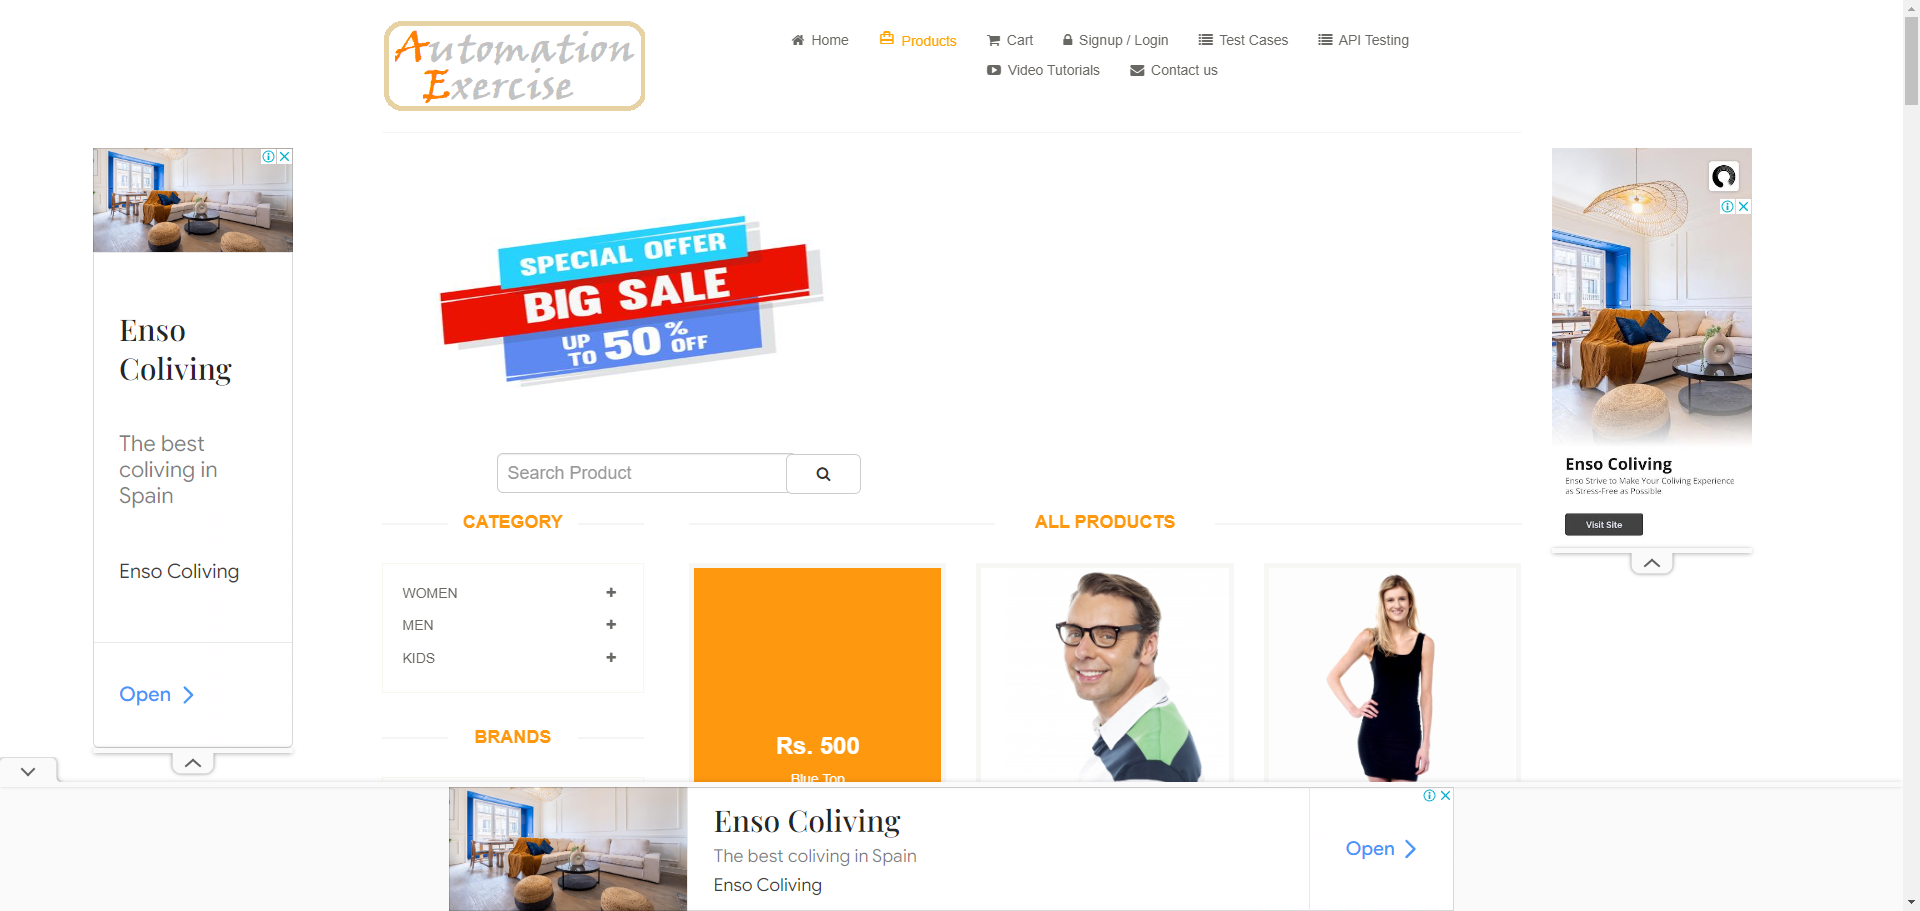 Automation
Exercise
Home
Products
Cart
Signup / Login
Test Cases
API Testing
Video Tutorials
Contact us
SPECIAL OFFER
BIG SALE
UP TO 50% OFF
Search Product
CATEGORY
WOMEN
MEN
KIDS
BRANDS
ALL PRODUCTS
Rs. 500
Blue Top
Enso
Coliving
The best
coliving in
Spain
Enso Coliving
Open
Enso Coliving
Enso Strive to Make Your Coliving Experience
as Stress-Free as Possible
Visit Site
Enso Coliving
The best coliving in Spain
Enso Coliving
Open